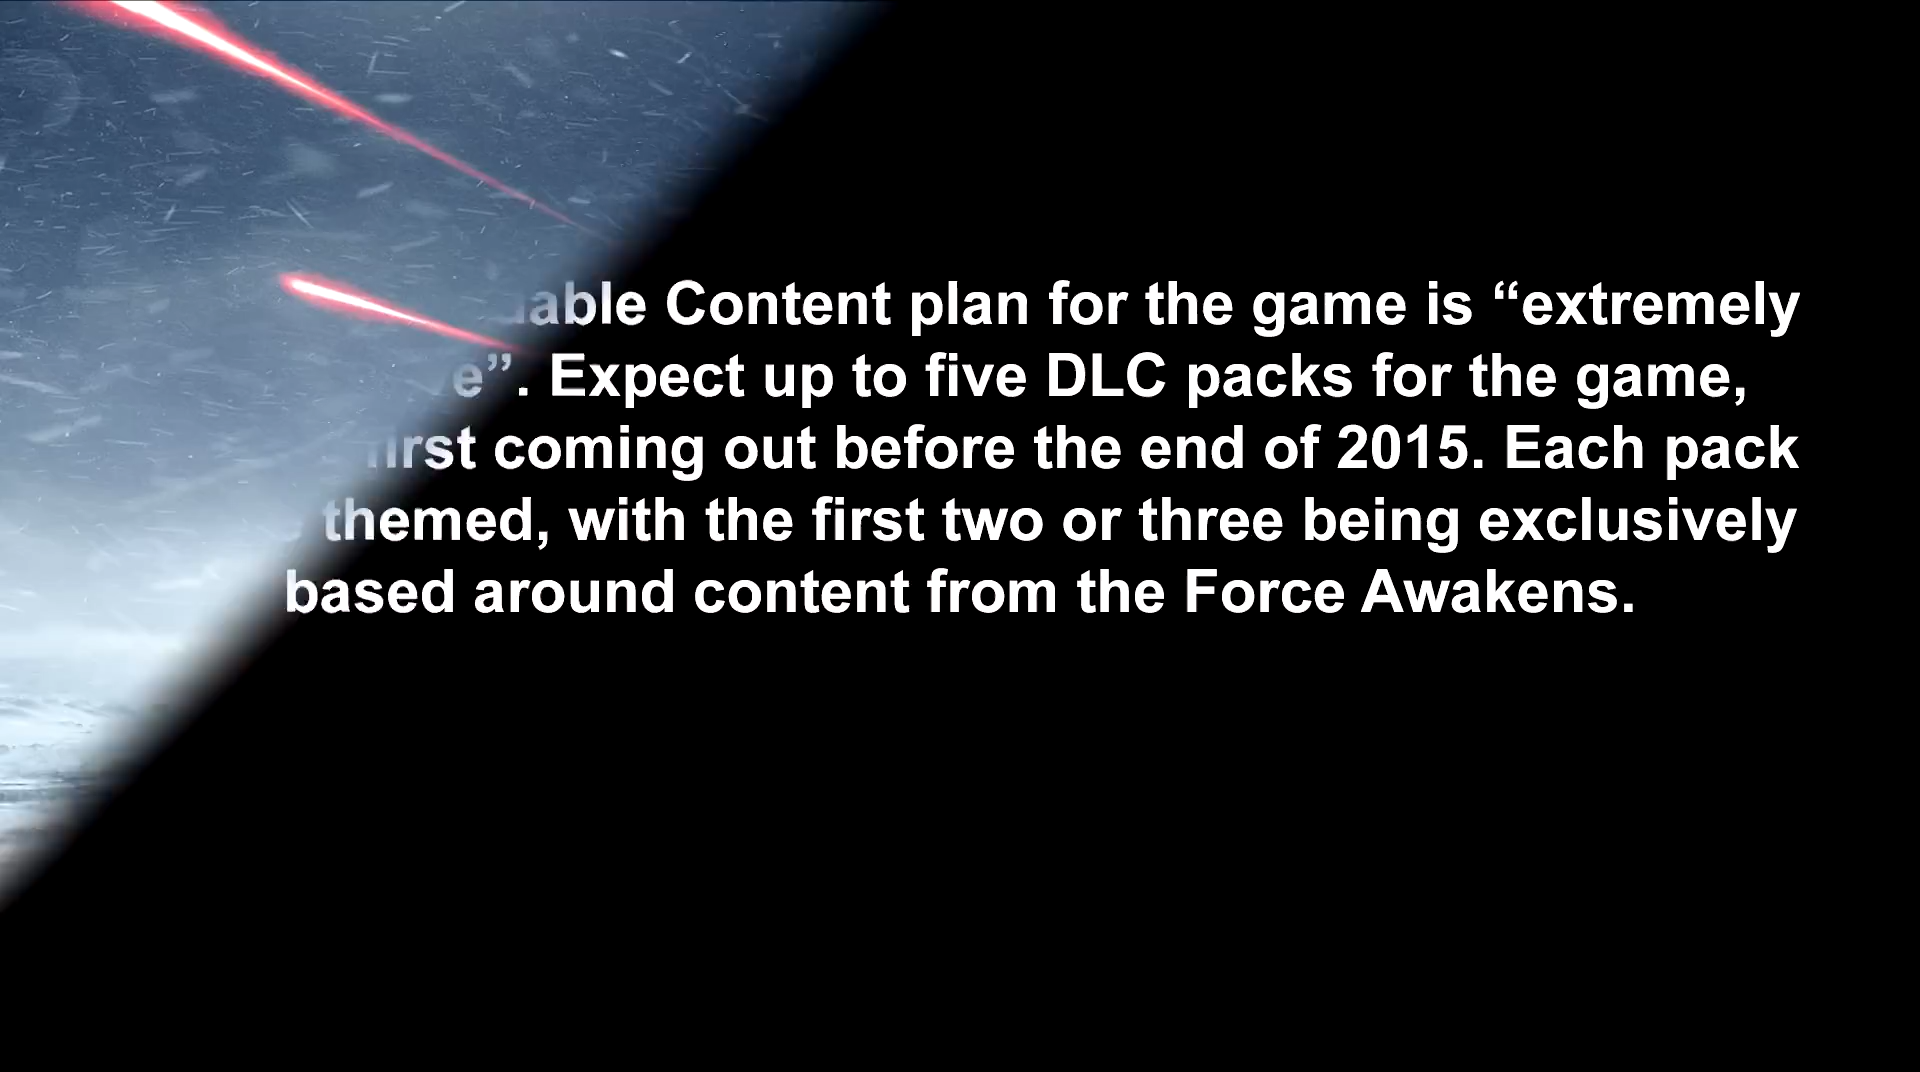 Content plan for the game is “extremely
Expect up to five DLC packs for the game,
first coming out before the end of 2015. Each pack
themed, with the first two or three being exclusively
based around content from the Force Awakens.